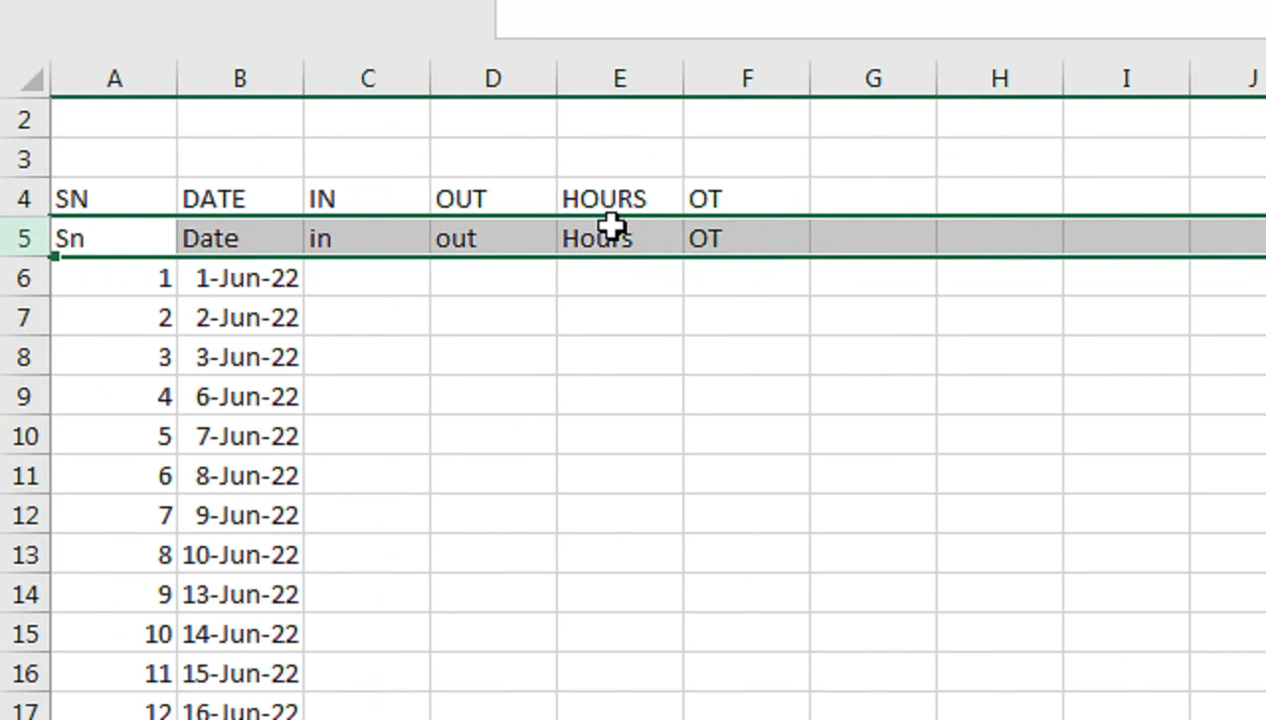 A B C D E F G H I J
2
3
4 SN DATE IN OUT HOURS OT
5 Sn Date in out Hours OT
6 1 1-Jun-22
7 2 2-Jun-22
8 3 3-Jun-22
9 4 6-Jun-22
10 5 7-Jun-22
11 6 8-Jun-22
12 7 9-Jun-22
13 8 10-Jun-22
14 9 13-Jun-22
15 10 14-Jun-22
16 11 15-Jun-22
17 12 16-Jun-22